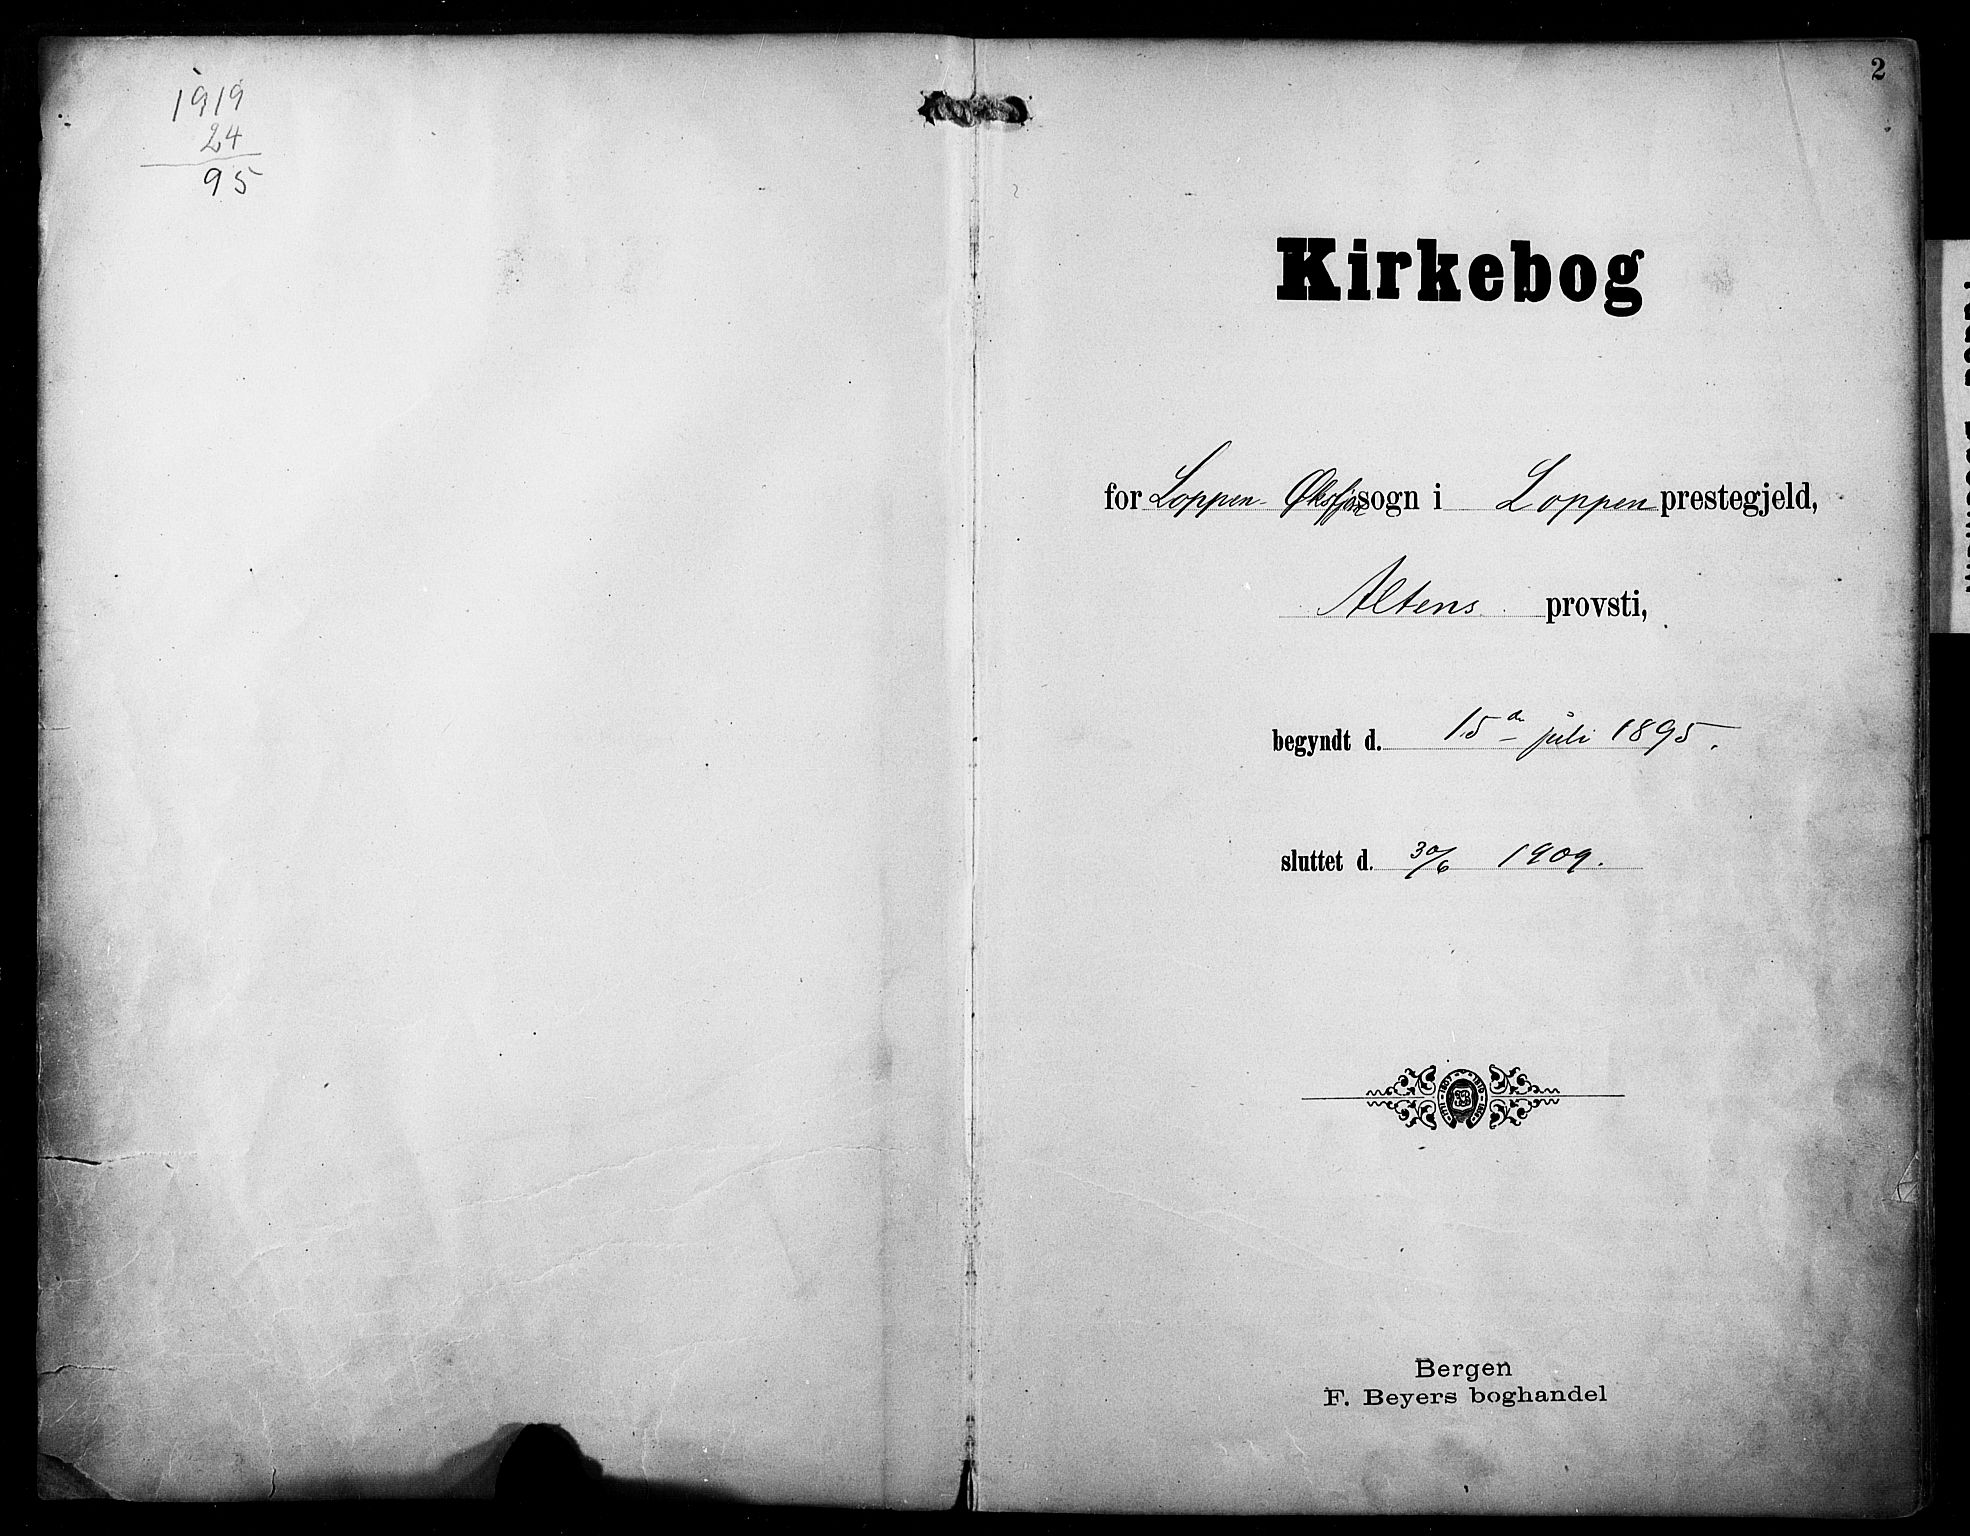 1919
24
95
2
Kirkebog
for Loppen - Øksfjor sogn i Loppen prestegjeld,
Altens provsti,
begyndt d. 15de juli 1895.
sluttet d. 30/6 1909.
Bergen
F. Beyers boghandel